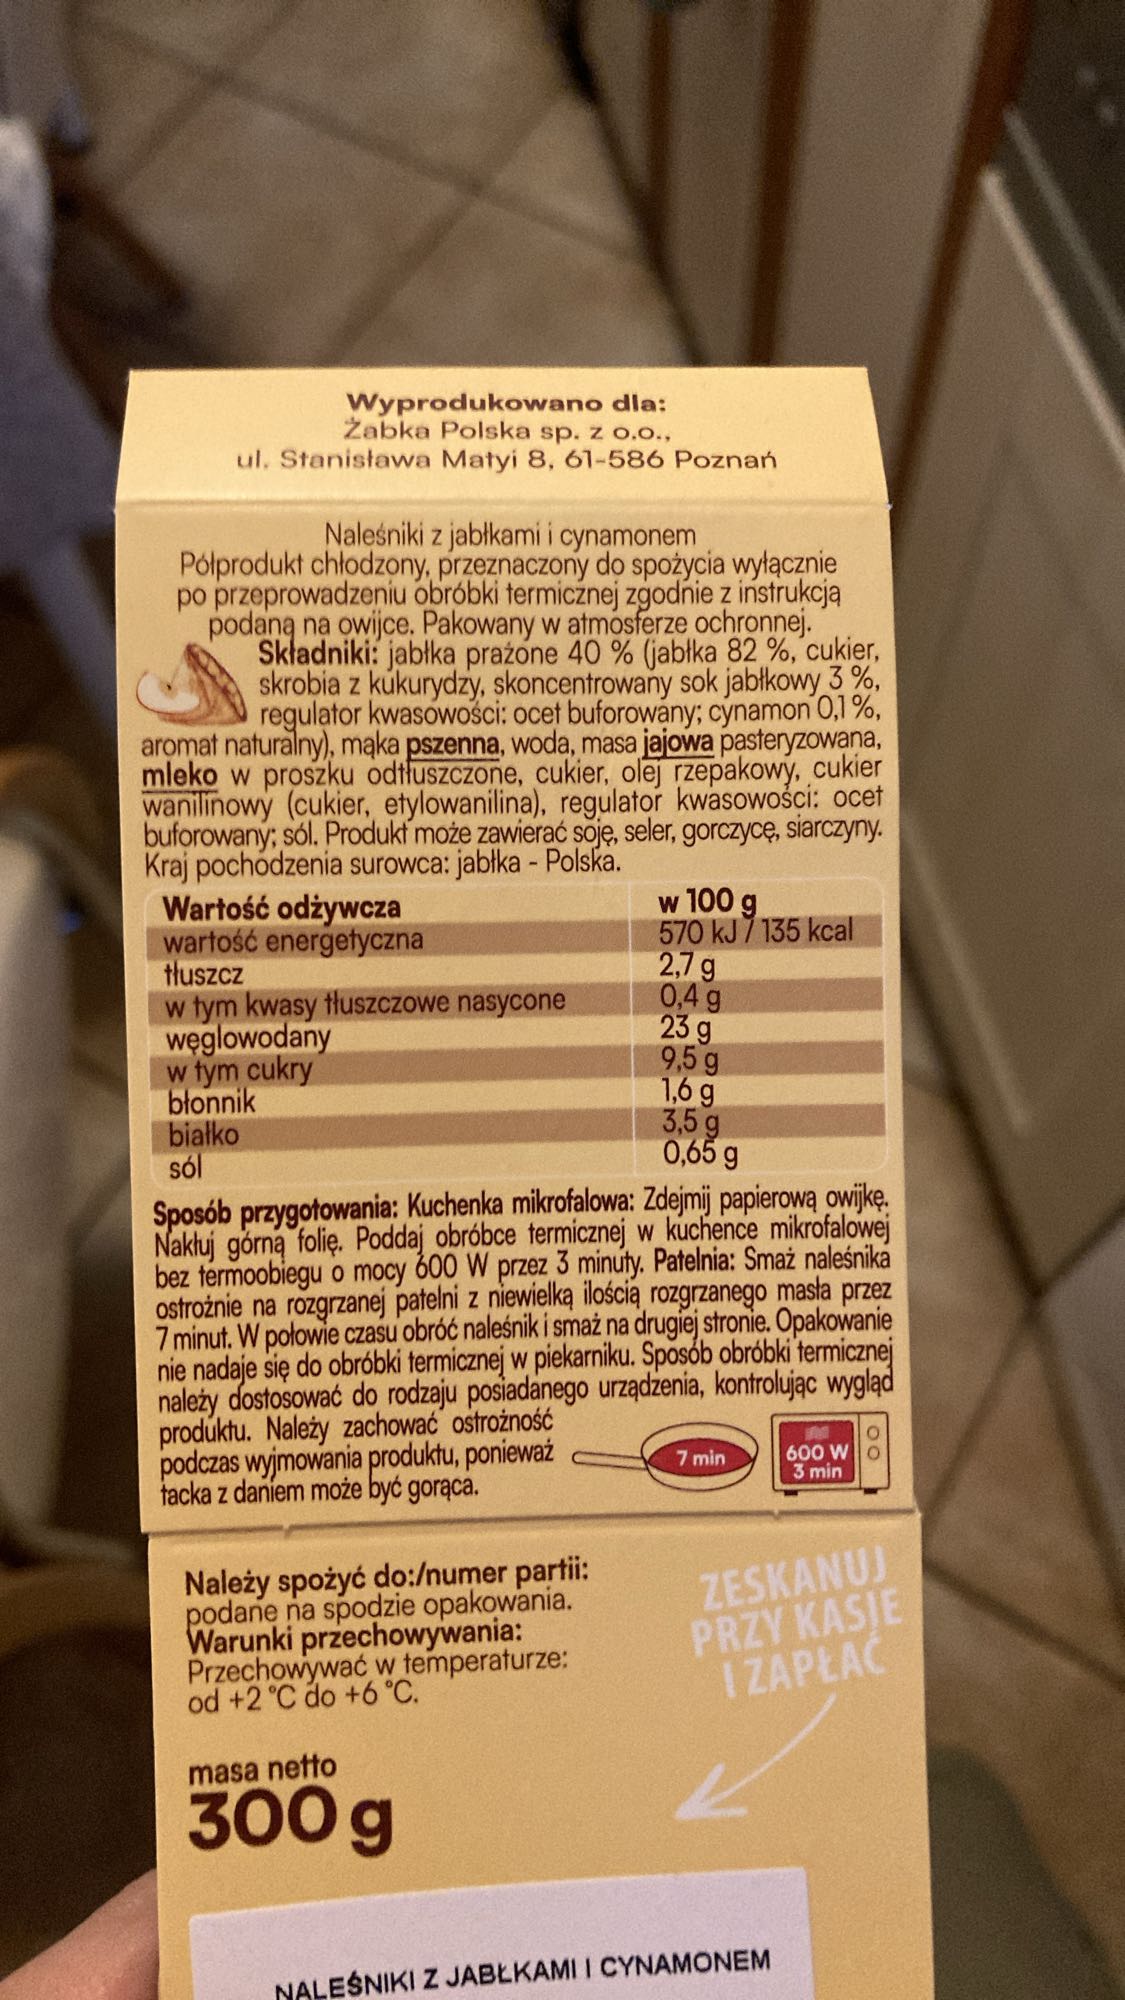 Wyprodukowano dla:
Żabka Polska sp. z o.o.,
ul. Stanisława Matyi 8, 61-586 Poznań
Naleśniki z jabłkami i cynamonem
Półprodukt chłodzony, przeznaczony do spożycia wyłącznie
po przeprowadzeniu obróbki termicznej zgodnie z instrukcją
podaną na owijce. Pakowany w atmosferze ochronnej.
Składniki: jabłka prażone 40 % (jabłka 82 %, cukier,
skrobia z kukurydzy, skoncentrowany sok jabłkowy 3 %,
regulator kwasowości: ocet buforowany; cynamon 0,1 %,
aromat naturalny), mąka pszenna, woda, masa jajowa pasteryzowana,
mleko w proszku odtłuszczone, cukier, olej rzepakowy, cukier
wanilinowy (cukier, etylowanilina), regulator kwasowości: ocet
buforowany; sól. Produkt może zawierać soję, seler, gorczycę, siarczyny.
Kraj pochodzenia surowca: jabłka - Polska.
Wartość odżywcza w 100 g
wartość energetyczna 570 kJ / 135 kcal
tłuszcz 2,7 g
w tym kwasy tłuszczowe nasycone 0,4 g
węglowodany 23 g
w tym cukry 9,5 g
błonnik 1,6 g
białko 3,5 g
sól 0,65 g
Sposób przygotowania: Kuchenka mikrofalowa: Zdejmij papierową owijkę.
Nakłuj górną folię. Poddaj obróbce termicznej w kuchence mikrofalowej
bez termoobiegu o mocy 600 W przez 3 minuty. Patelnia: Smaż naleśnika
ostrożnie na rozgrzanej patelni z niewielką ilością rozgrzanego masła przez
7 minut. W połowie czasu obróć naleśnik i smaż na drugiej stronie. Opakowanie
nie nadaje się do obróbki termicznej w piekarniku. Sposób obróbki termicznej
należy dostosować do rodzaju posiadanego urządzenia, kontrolując wygląd
produktu. Należy zachować ostrożność
podczas wyjmowania produktu, ponieważ
tacka z daniem może być gorąca.
7 min
600 W
3 min
Należy spożyć do:/numer partii:
podane na spodzie opakowania.
Warunki przechowywania:
Przechowywać w temperaturze:
od +2 °C do +6 °C.
ZESKANUJ
PRZY KASIE
I ZAPŁAĆ
masa netto
300 g
NALEŚNIKI Z JABŁKAMI I CYNAMONEM